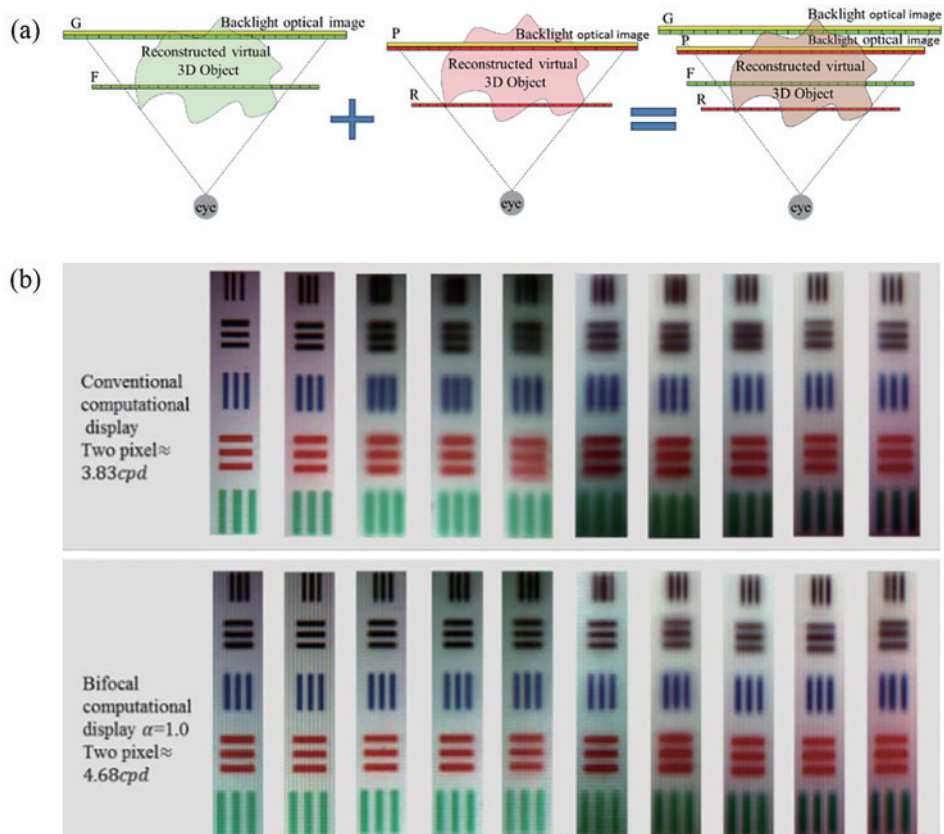 (a)
G
Backlight optical image
Reconstructed virtual
3D Object
F
eye
P
Backlight optical image
Reconstructed virtual
3D Object
R
eye
G
Backlight optical image
P
Backlight optical image
Reconstructed virtual
F
3D Object
R
eye
(b)
Conventional
computational
display
Two pixel≈
3.83cpd
Bifocal
computational
display α=1.0
Two pixel≈
4.68cpd